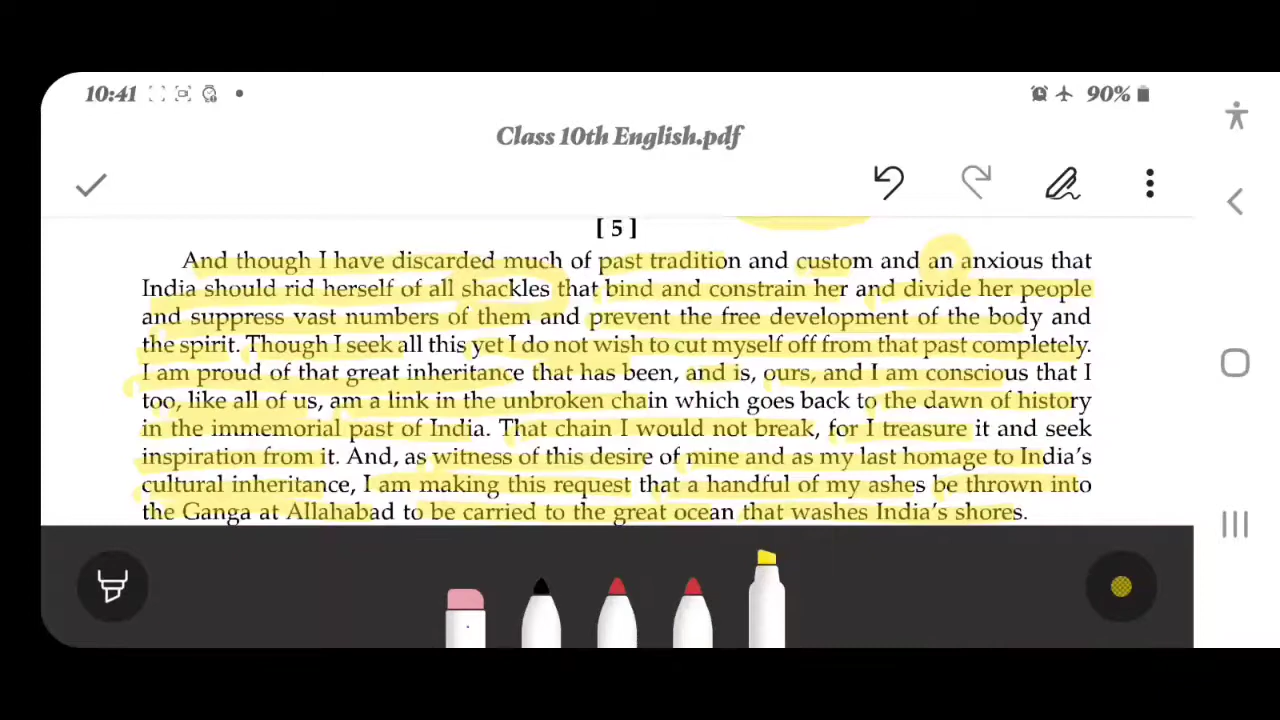 10:41 90%
Class 10th English.pdf
[ 5 ]
And though I have discarded much of past tradition and custom and an anxious that
India should rid herself of all shackles that bind and constrain her and divide her people
and suppress vast numbers of them and prevent the free development of the body and
the spirit. Though I seek all this yet I do not wish to cut myself off from that past completely.
I am proud of that great inheritance that has been, and is, ours, and I am conscious that I
too, like all of us, am a link in the unbroken chain which goes back to the dawn of history
in the immemorial past of India. That chain I would not break, for I treasure it and seek
inspiration from it. And, as witness of this desire of mine and as my last homage to India's
cultural inheritance, I am making this request that a handful of my ashes be thrown into
the Ganga at Allahabad to be carried to the great ocean that washes India's shores.